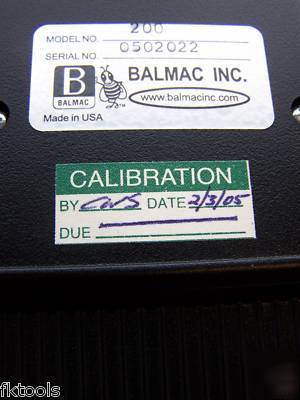 MODEL NO. 200
SERIAL NO. 0502022
B
BALMAC
BALMAC INC.
www.balmacinc.com
Made in USA
CALIBRATION
BY CWS DATE 2/3/05
DUE
fktools